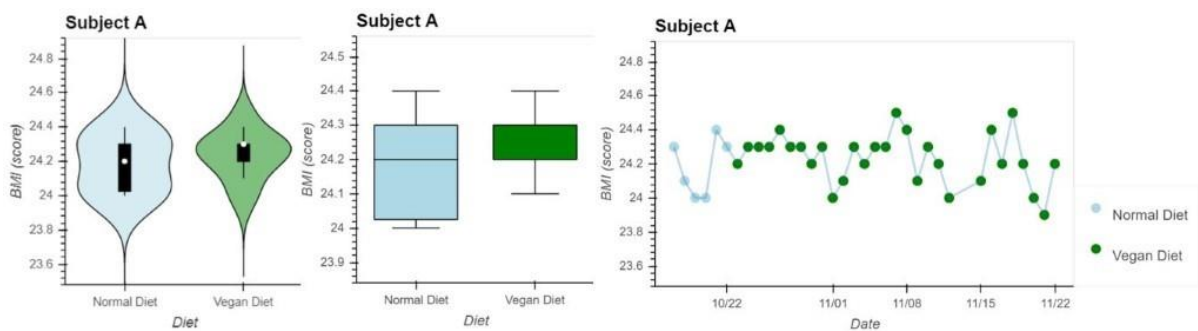 Subject A
BMI (score)
24.8
24.6
24.4
24.2
24
23.8
23.6
Normal Diet
Vegan Diet
Diet
Subject A
BMI (score)
24.5
24.4
24.3
24.2
24.1
24
23.9
Normal Diet
Vegan Diet
Diet
Subject A
BMI (score)
24.8
24.6
24.4
24.2
24
23.8
23.6
10/22
11/01
11/08
11/15
11/22
Date
Normal Diet
Vegan Diet